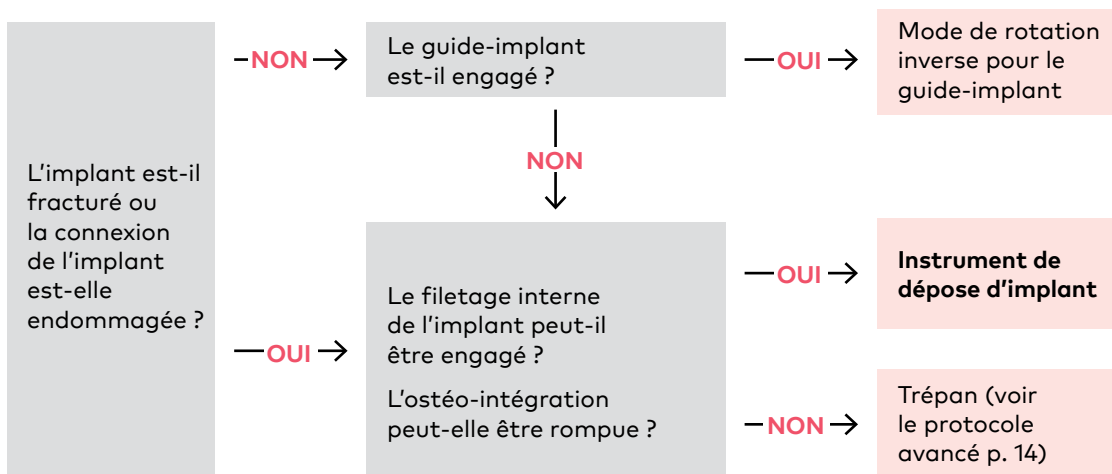 L'implant est-il
fracturé ou
la connexion
de l'implant
est-elle
endommagée ?
NON
Le guide-implant
est-il engagé ?
OUI
Mode de rotation
inverse pour le
guide-implant
NON
OUI
Le filetage interne
de l'implant peut-il
être engagé ?
L'ostéo-intégration
peut-elle être rompue ?
OUI
Instrument de
dépose d'implant
NON
Trépan (voir
le protocole
avancé p. 14)